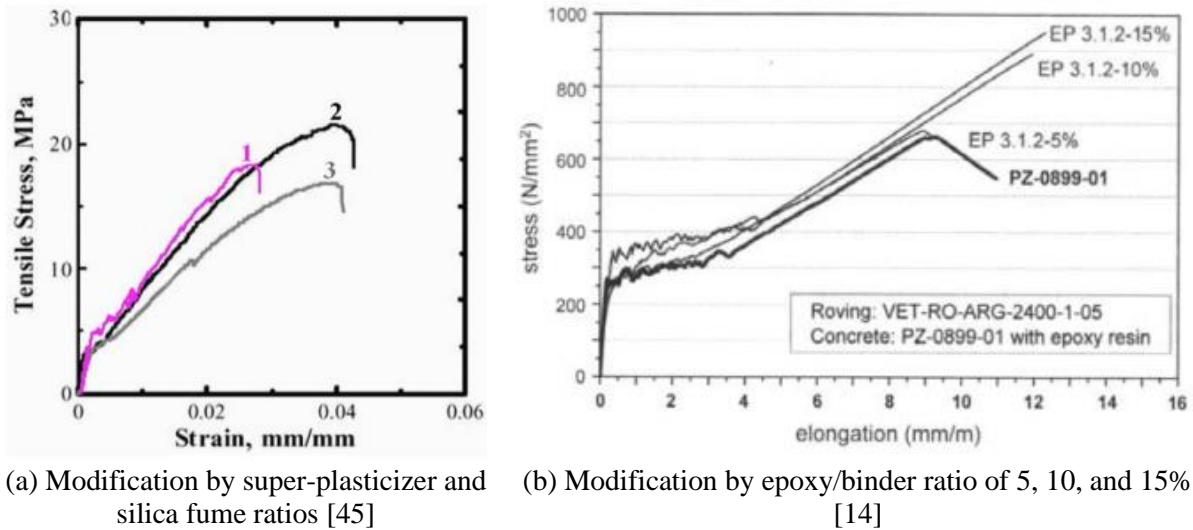 30
20
10
0
0
0.02
0.04
0.06
Tensile Stress, MPa
Strain, mm/mm
1
2
3
(a) Modification by super-plasticizer and
silica fume ratios [45]
1000
800
600
400
200
0
0
2
4
6
8
10
12
14
16
stress (N/mm²)
elongation (mm/m)
EP 3.1.2-15%
EP 3.1.2-10%
EP 3.1.2-5%
PZ-0899-01
Roving: VET-RO-ARG-2400-1-05
Concrete: PZ-0899-01 with epoxy resin
(b) Modification by epoxy/binder ratio of 5, 10, and 15%
[14]